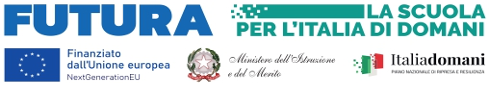 FUTURA
LA SCUOLA
PER L'ITALIA DI DOMANI
Finanziato
dall'Unione europea
NextGenerationEU
Ministero dell'Istruzione
e del Merito
Italiadomani
PIANO NAZIONALE DI RIPRESA E RESILIENZA